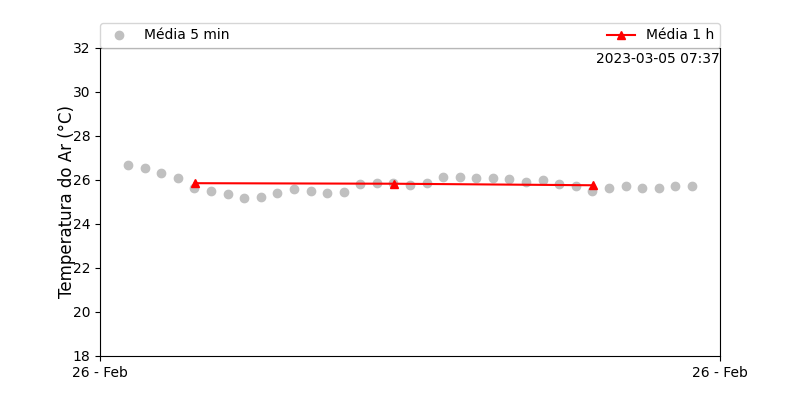 Média 5 min
Média 1 h
2023-03-05 07:37
Temperatura do Ar (°C)
32
30
28
26
24
22
20
18
26 - Feb
26 - Feb